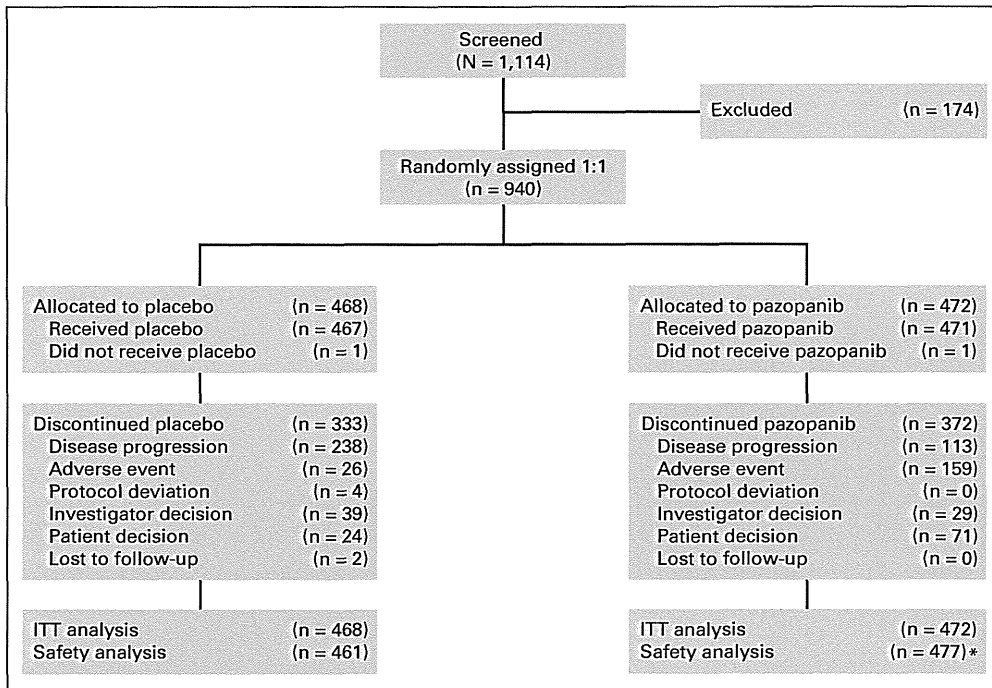 Screened
(N = 1,114)
Excluded (n = 174)
Randomly assigned 1:1
(n = 940)
Allocated to placebo (n = 468)
Received placebo (n = 467)
Did not receive placebo (n = 1)
Discontinued placebo (n = 333)
Disease progression (n = 238)
Adverse event (n = 26)
Protocol deviation (n = 4)
Investigator decision (n = 39)
Patient decision (n = 24)
Lost to follow-up (n = 2)
ITT analysis (n = 468)
Safety analysis (n = 461)
Allocated to pazopanib (n = 472)
Received pazopanib (n = 471)
Did not receive pazopanib (n = 1)
Discontinued pazopanib (n = 372)
Disease progression (n = 113)
Adverse event (n = 159)
Protocol deviation (n = 0)
Investigator decision (n = 29)
Patient decision (n = 71)
Lost to follow-up (n = 0)
ITT analysis (n = 472)
Safety analysis (n = 477)*